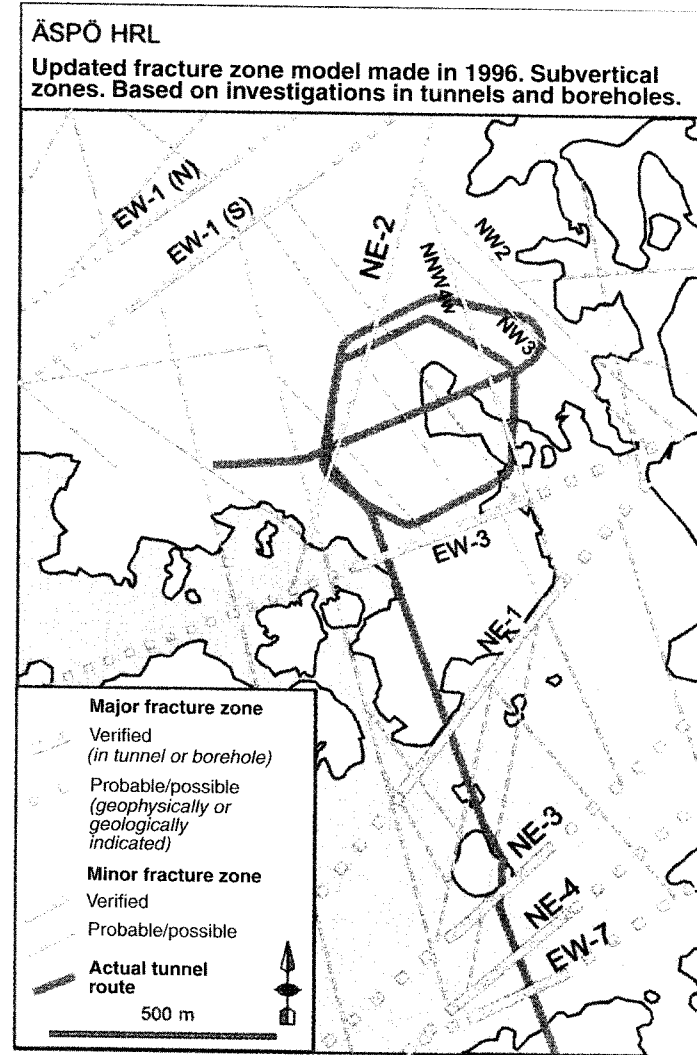 ÄSPÖ HRL
Updated fracture zone model made in 1996. Subvertical
zones. Based on investigations in tunnels and boreholes.
EW-1 (N)
EW-1 (S)
NE-2
NW2
NNW4W
NW3
EW-3
NE-1
NE-3
NE-4
EW-7
Major fracture zone
Verified
(in tunnel or borehole)
Probable/possible
(geophysically or
geologically
indicated)
Minor fracture zone
Verified
Probable/possible
Actual tunnel
route
500 m